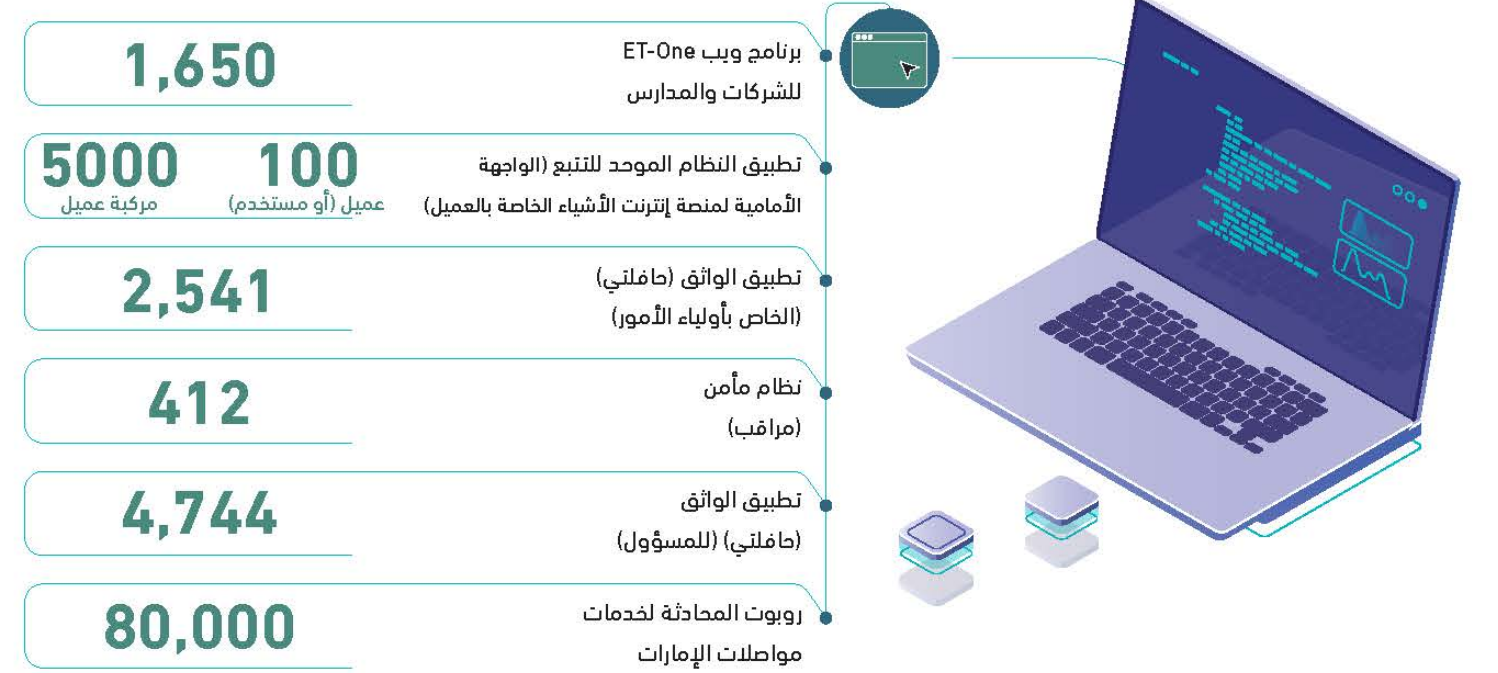 برنامج ويب ET-One
للشركات والمدارس
1,650
تطبيق النظام الموحد للتتبع (الواجهة
الأمامية لمنصة إنترنت الأشياء الخاصة بالعميل)
100
عميل (أو مستخدم)
5000
مركبة عميل
تطبيق الواثق (حافلتي)
(الخاص بأولياء الأمور)
2,541
نظام مأمن
(مراقب)
412
تطبيق الواثق
(حافلتي) (للمسؤول)
4,744
روبوت المحادثة لخدمات
مواصلات الإمارات
80,000